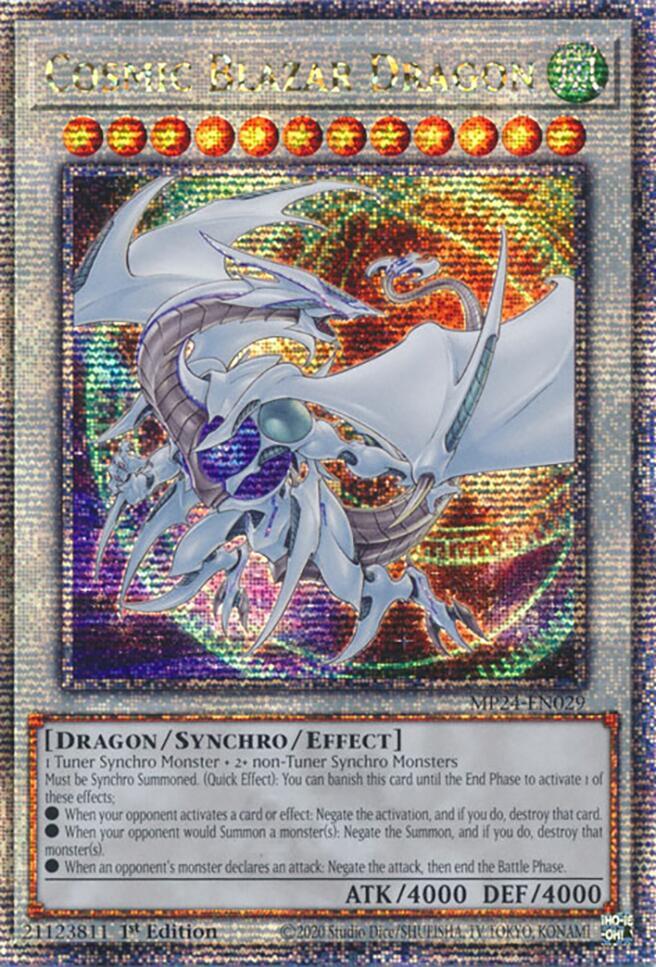 COSMIC BLAZAR DRAGON
MP24-EN029
[DRAGON/SYNCHRO/EFFECT]
1 Tuner Synchro Monster + 2+ non-Tuner Synchro Monsters
Must be Synchro Summoned. (Quick Effect): You can banish this card until the End Phase to activate 1 of
these effects;
● When your opponent activates a card or effect: Negate the activation, and if you do, destroy that card.
● When your opponent would Summon a monster(s): Negate the Summon, and if you do, destroy that
monster(s).
● When an opponent's monster declares an attack: Negate the attack, then end the Battle Phase.
ATK/4000 DEF/4000
21123811 1st Edition ©2020 Studio Dice/SHUEISHA, TV TOKYO, KONAMI